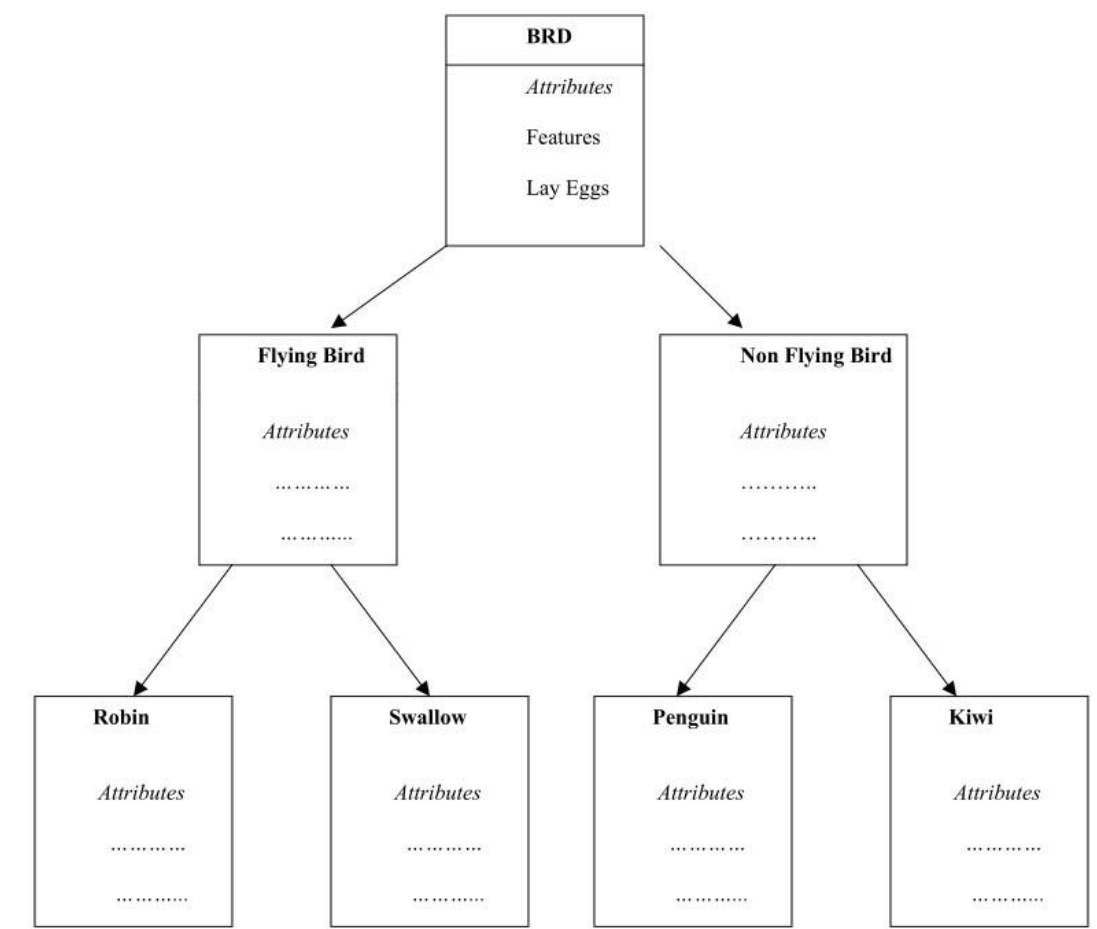 BRD
Attributes
Features
Lay Eggs
Flying Bird
Attributes
…………
………...
Non Flying Bird
Attributes
………..
………..
Robin
Attributes
…………
………...
Swallow
Attributes
…………
………...
Penguin
Attributes
…………
………...
Kiwi
Attributes
…………
………...